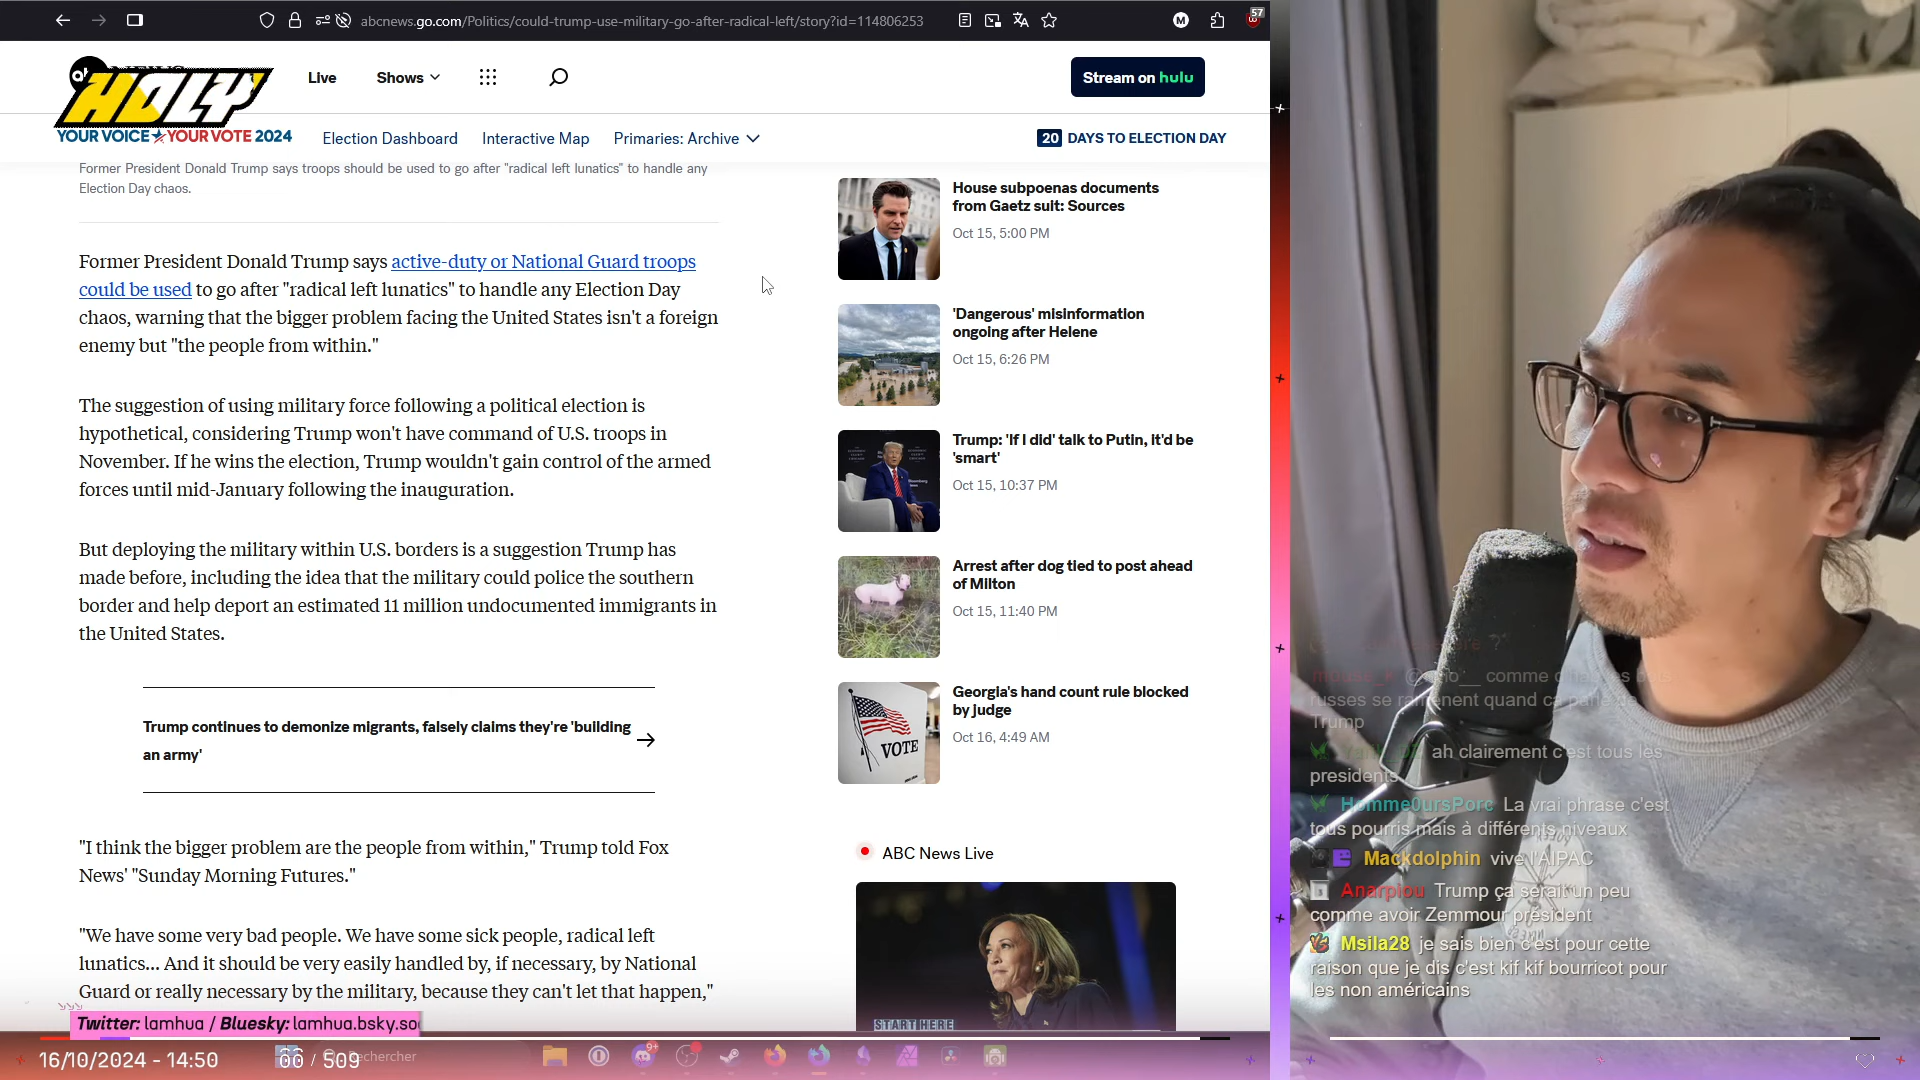 abcnews.go.com/Politics/could-trump-use-military-go-after-radical-left/story?id=114806253
M
57
HOLY
Live
Shows
Stream on hulu
YOUR VOICE YOUR VOTE 2024
Election Dashboard
Interactive Map
Primaries: Archive
20 DAYS TO ELECTION DAY
Former President Donald Trump says troops should be used to go after "radical left lunatics" to handle any
Election Day chaos.
Former President Donald Trump says active-duty or National Guard troops
could be used to go after "radical left lunatics" to handle any Election Day
chaos, warning that the bigger problem facing the United States isn't a foreign
enemy but "the people from within."
The suggestion of using military force following a political election is
hypothetical, considering Trump won't have command of U.S. troops in
November. If he wins the election, Trump wouldn't gain control of the armed
forces until mid-January following the inauguration.
But deploying the military within U.S. borders is a suggestion Trump has
made before, including the idea that the military could police the southern
border and help deport an estimated 11 million undocumented immigrants in
the United States.
Trump continues to demonize migrants, falsely claims they're 'building
an army'
"I think the bigger problem are the people from within," Trump told Fox
News' "Sunday Morning Futures."
"We have some very bad people. We have some sick people, radical left
lunatics... And it should be very easily handled by, if necessary, by National
Guard or really necessary by the military, because they can't let that happen,"
House subpoenas documents
from Gaetz suit: Sources
Oct 15, 5:00 PM
'Dangerous' misinformation
ongoing after Helene
Oct 15, 6:26 PM
Trump: 'If I did' talk to Putin, it'd be
'smart'
Oct 15, 10:37 PM
Arrest after dog tied to post ahead
of Milton
Oct 15, 11:40 PM
VOTE
Georgia's hand count rule blocked
by judge
Oct 16, 4:49 AM
ABC News Live
START HERE
Twitter: lamhua / Bluesky: lamhua.bsky.so
16/10/2024 - 14:50
00 / 509
Rechercher
9+
comme
russes se ramènent quand ça parle de
Trump
ah clairement c'est tous les
presidents
Homme0ursPorc La vrai phrase c'est
tous pourris mais à différents niveaux
Mackdolphin vive l'AIPAC
Anarpiou Trump ça serait un peu
comme avoir Zemmour président
Msila28 je sais bien c'est pour cette
raison que je dis c'est kif kif bourricot pour
les non américains